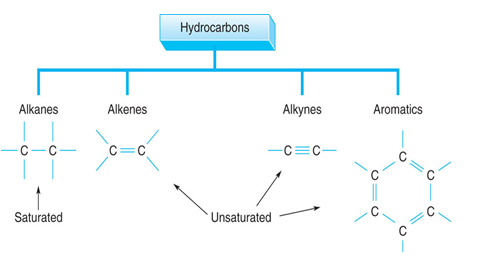 Hydrocarbons
Alkanes Alkenes Alkynes Aromatics
C C C C C C
C
C C
C C
C
Saturated Unsaturated